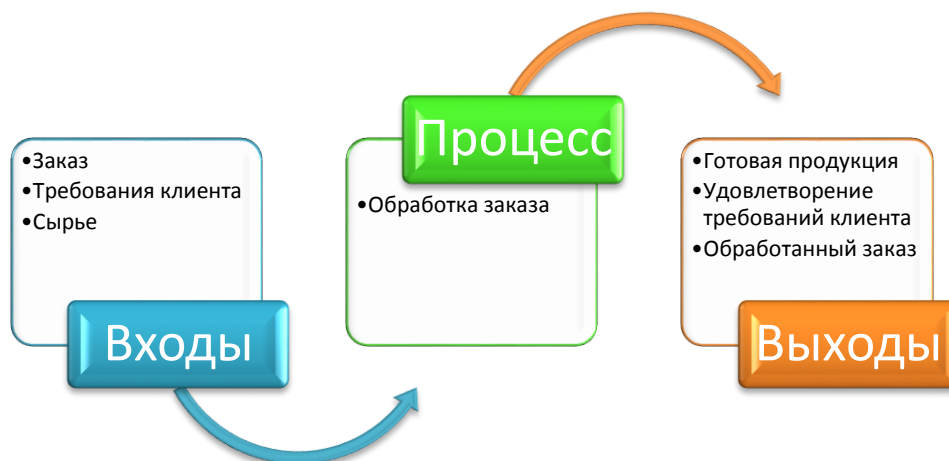 •Заказ
•Требования клиента
•Сырье
Входы
Процесс
•Обработка заказа
•Готовая продукция
•Удовлетворение
требований клиента
•Обработанный заказ
Выходы